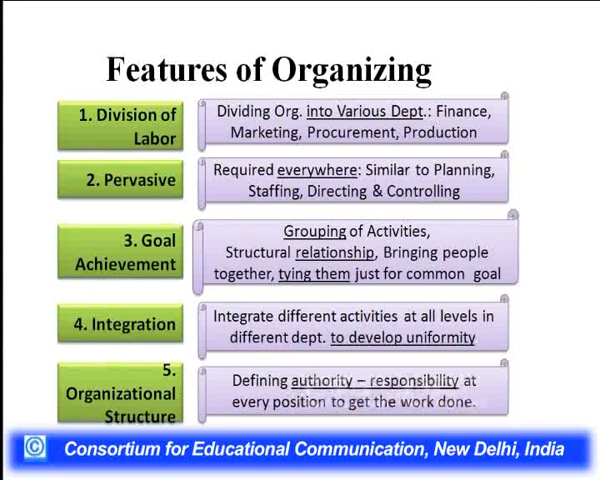 Features of Organizing
1. Division of
Labor
Dividing Org. into Various Dept.: Finance,
Marketing, Procurement, Production
2. Pervasive
Required everywhere: Similar to Planning,
Staffing, Directing & Controlling
3. Goal
Achievement
Grouping of Activities,
Structural relationship, Bringing people
together, tying them just for common goal
4. Integration
Integrate different activities at all levels in
different dept. to develop uniformity
5.
Organizational
Structure
Defining authority – responsibility at
every position to get the work done.
© Consortium for Educational Communication, New Delhi, India